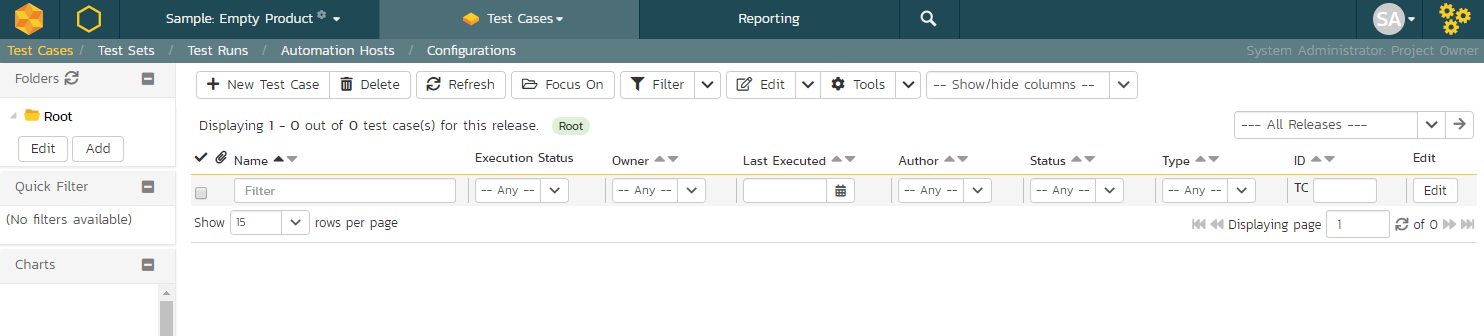 Sample: Empty Product Test Cases Reporting SA
Test Cases / Test Sets / Test Runs / Automation Hosts / Configurations System Administrator: Project Owner
Folders
New Test Case Delete Refresh Focus On Filter Edit Tools -- Show/hide columns --
Root
Edit Add
Displaying 1 - 0 out of 0 test case(s) for this release. Root --- All Releases ---
Name Execution Status Owner Last Executed Author Status Type ID Edit
Quick Filter
Filter -- Any -- -- Any -- -- Any -- -- Any -- -- Any -- TC Edit
(No filters available)
Show 15 rows per page Displaying page 1 of 0
Charts